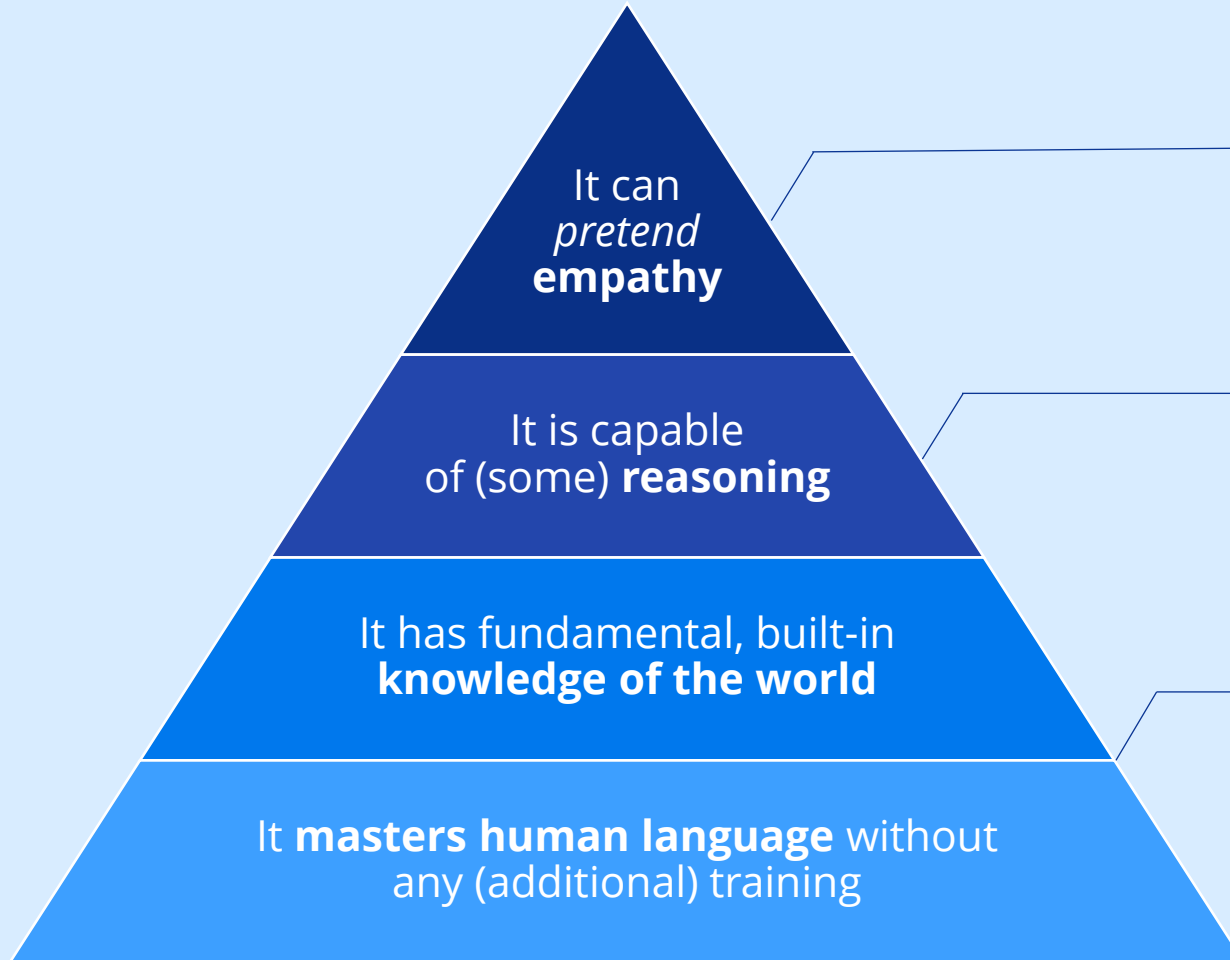 It can
pretend
empathy
It is capable
of (some) reasoning
It has fundamental, built-in
knowledge of the world
It masters human language without
any (additional) training